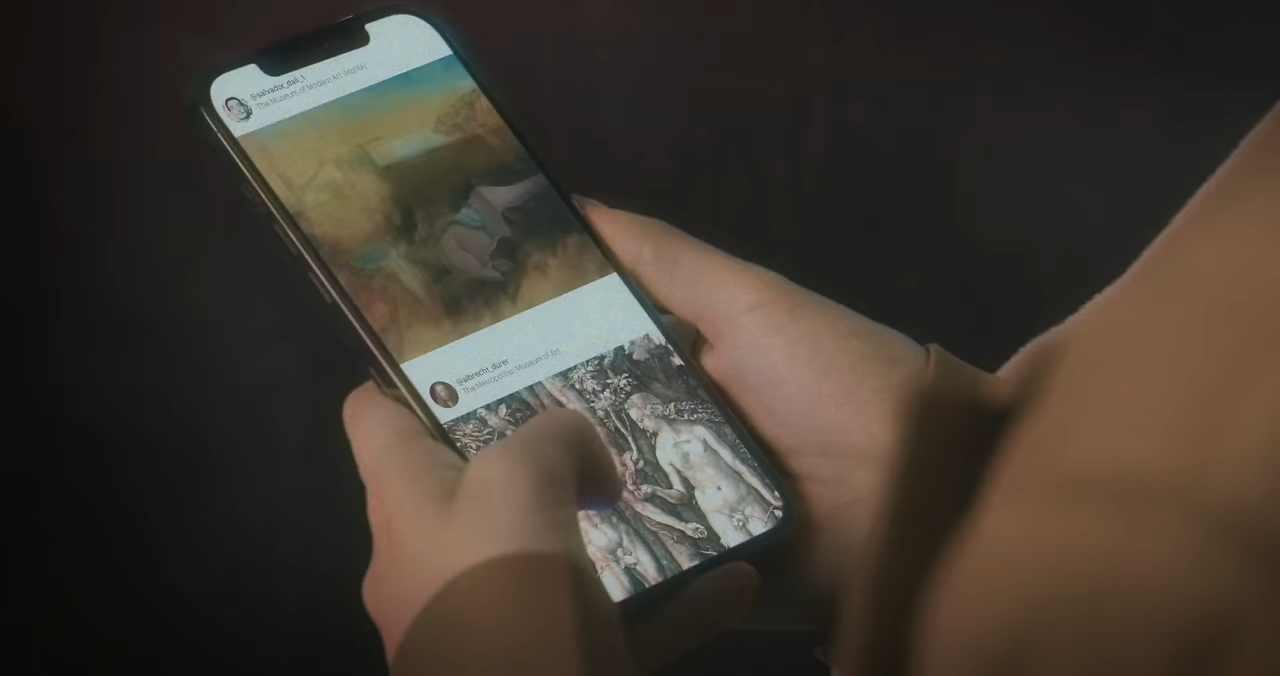 @salvador_dali_1
The Museum of Modern Art (MoMA)
@albrecht_durer
The Metropolitan Museum of Art